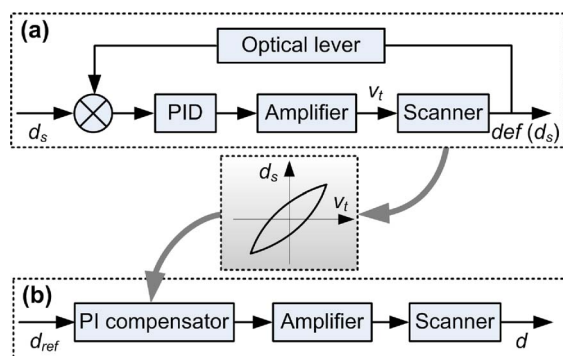 (a)
Optical lever
d_s
PID
Amplifier
v_t
Scanner
def (d_s)
d_s
v_t
(b)
d_ref
PI compensator
Amplifier
Scanner
d